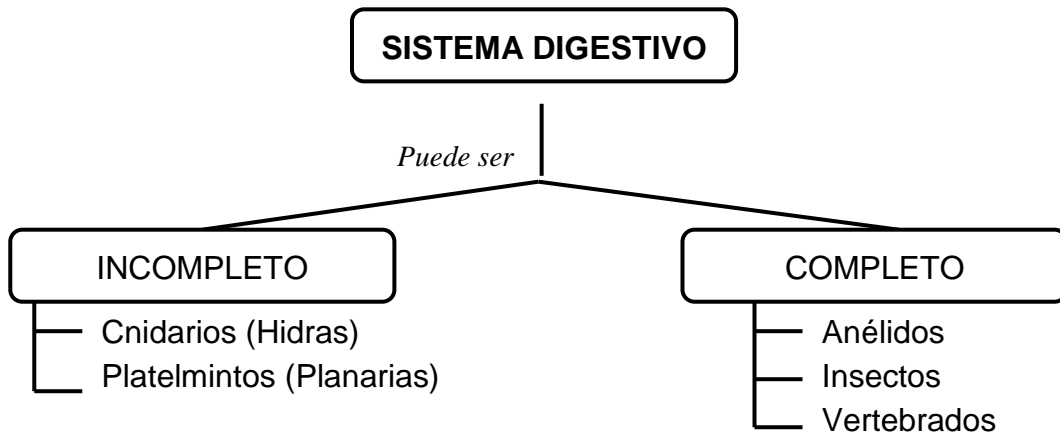 SISTEMA DIGESTIVO
Puede ser
INCOMPLETO
Cnidarios (Hidras)
Platelmintos (Planarias)
COMPLETO
Anélidos
Insectos
Vertebrados